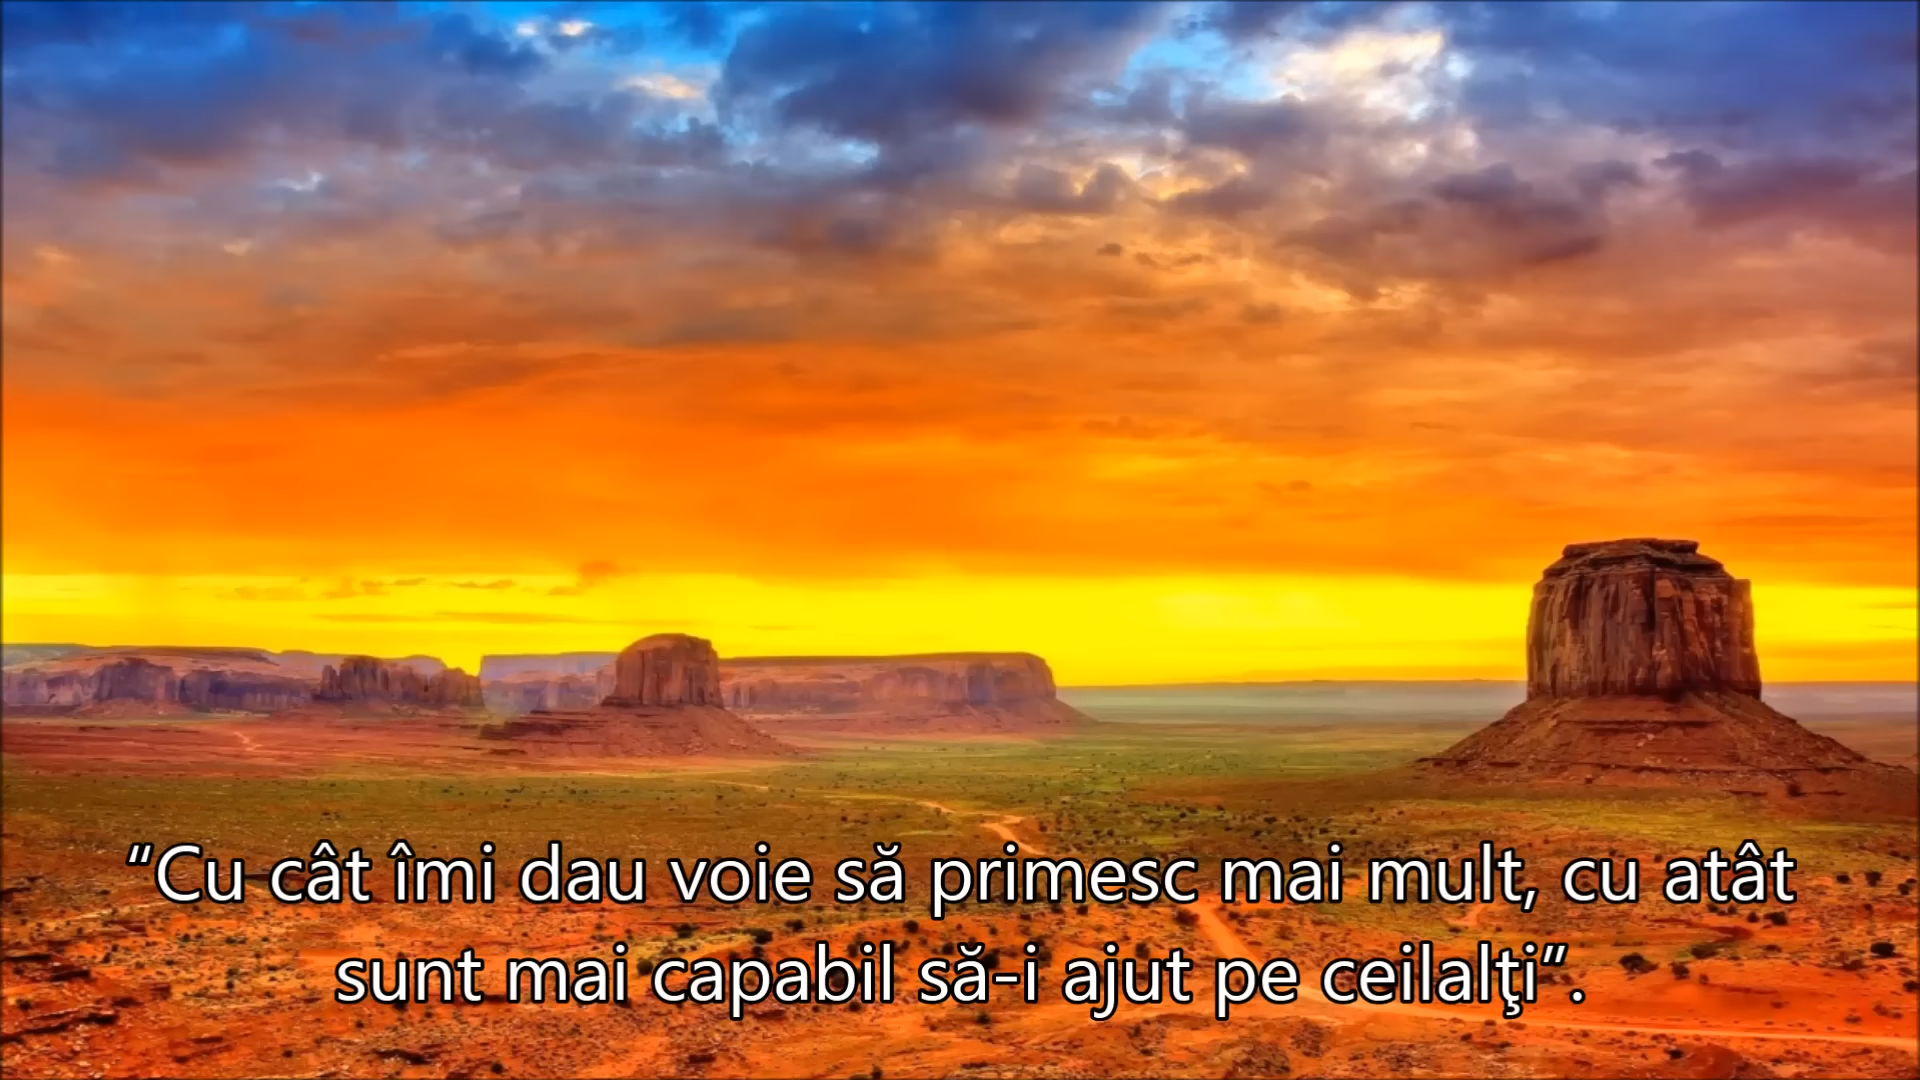 “Cu cât îmi dau voie să primesc mai mult, cu atât
sunt mai capabil să-i ajut pe ceilalţi”.